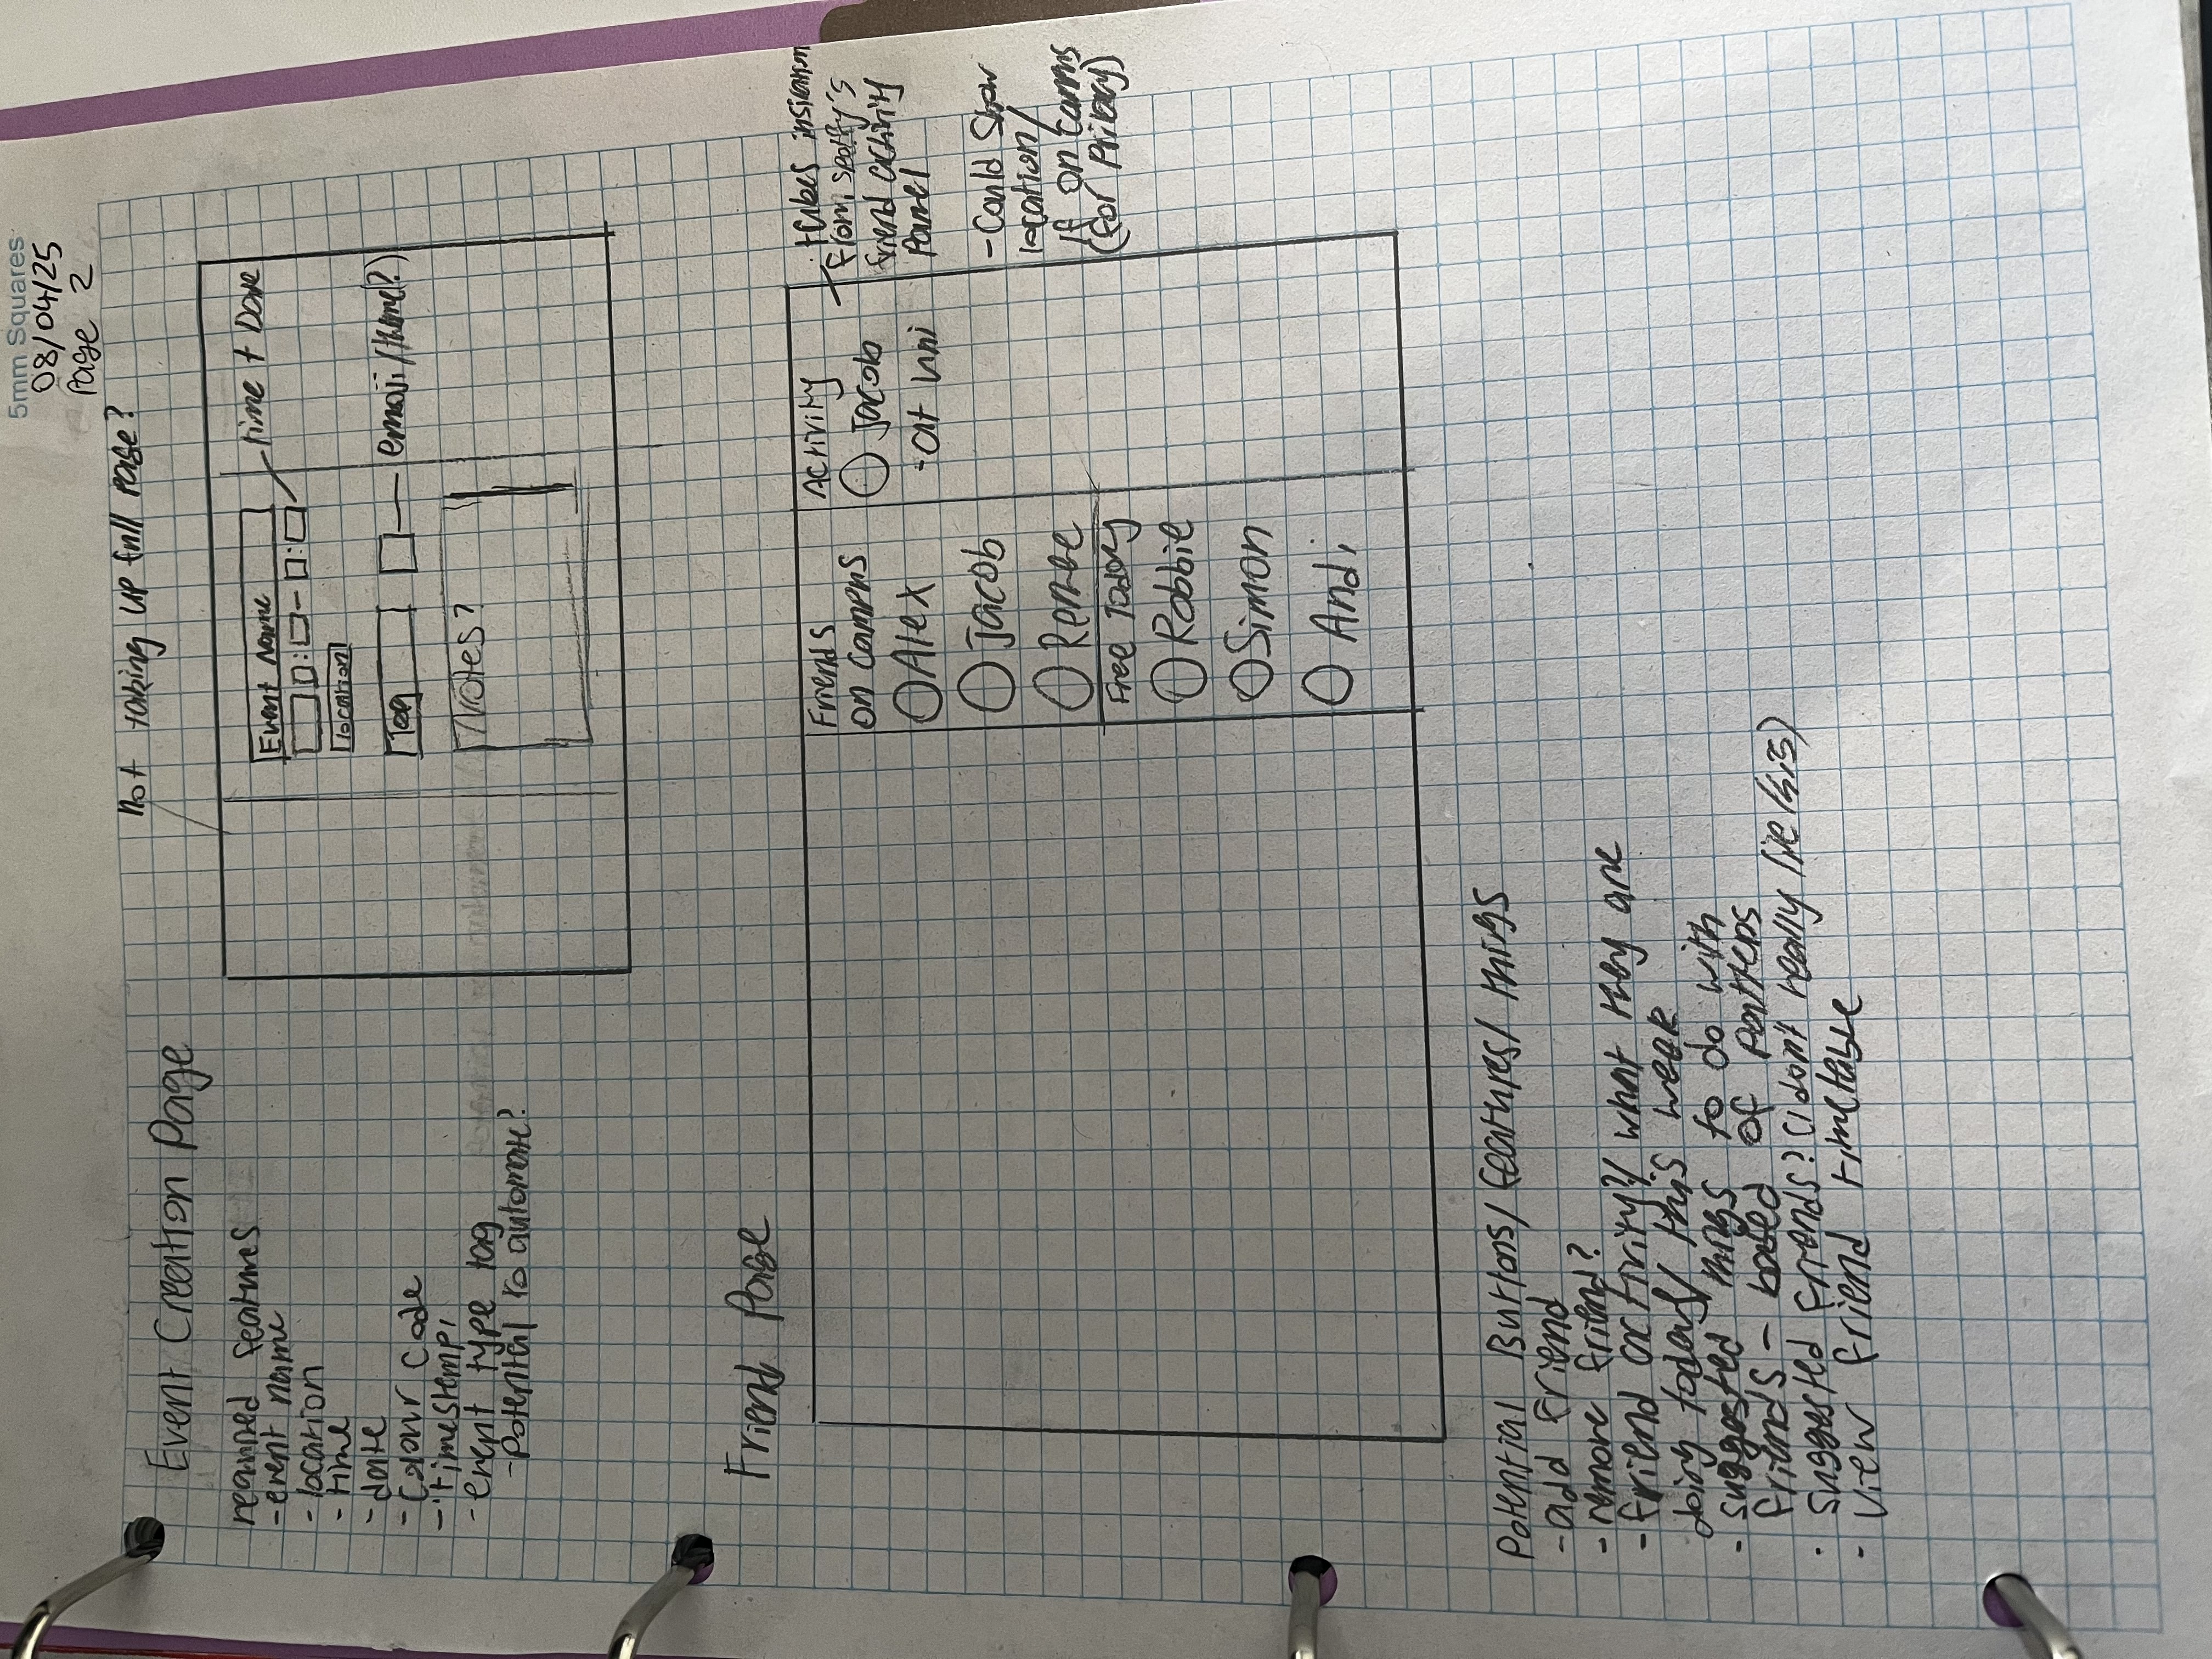 5mm Squares
08/04/25
Page 2
not taking up full page?
Event Creation Page
required features
- event name
- location
- time
- date
- colour code
- timestamp
- event type tag
- potential to automate?
Event Name
time + Date
location
Tag
emoji/theme(?)
Notes?
Friend Page
Friends
on campus
Alex
Jacob
Renee
Free Today
Robbie
Simon
Andi
Activity
Jacob
- at uni
takes
from Spotify's
friend activity
panel
- Could Show
location/
if on campus
(for privacy)
Potential Buttons/features/things
- add friend
- remove friend?
- friend activity?/ what they are
doing today/ this week
- suggested things to do with
friends - based of patterns
- suggested friends? (I don't really like this)
- view friend timetable